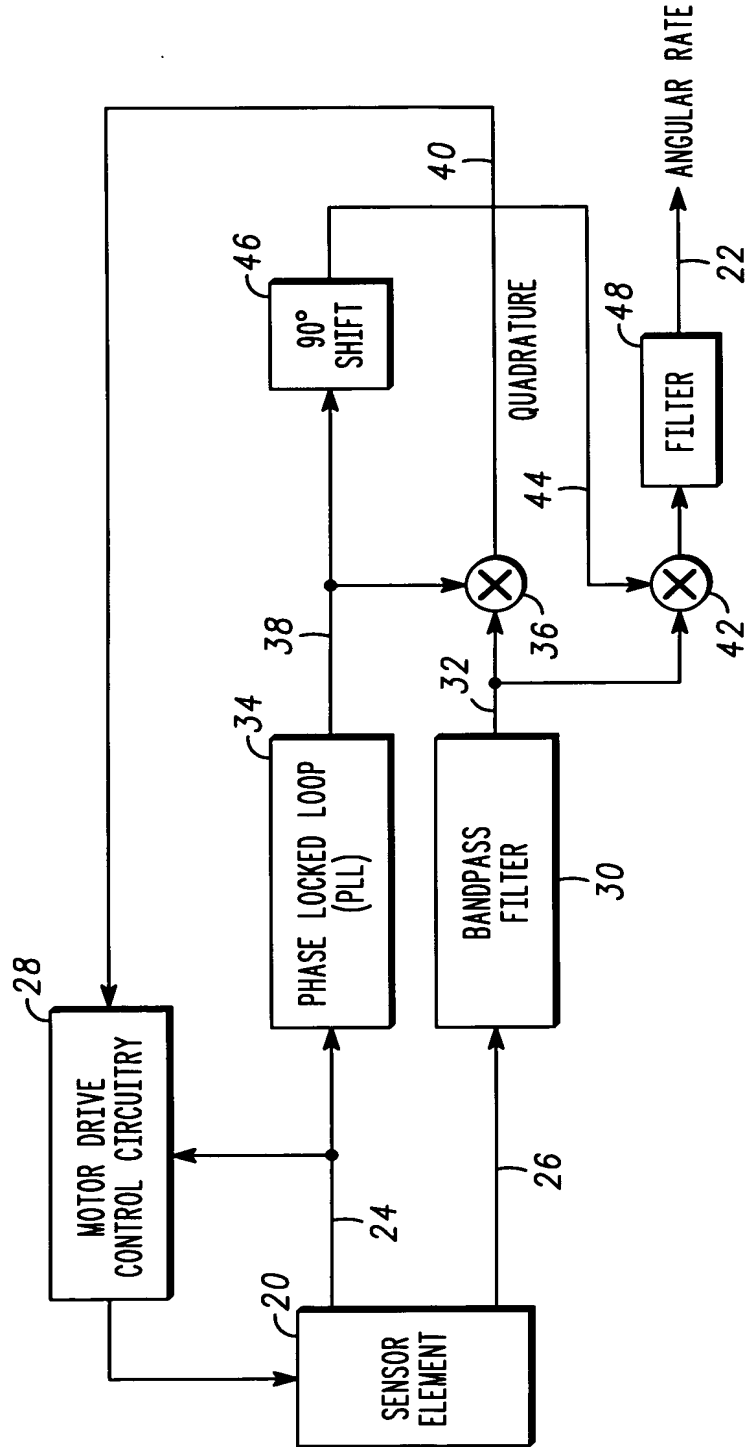 28
MOTOR DRIVE
CONTROL CIRCUITRY
20
SENSOR
ELEMENT
24
26
34
PHASE LOCKED LOOP
(PLL)
38
BANDPASS
FILTER
30
32
36
46
90°
SHIFT
40
QUADRATURE
44
42
48
FILTER
22
ANGULAR RATE